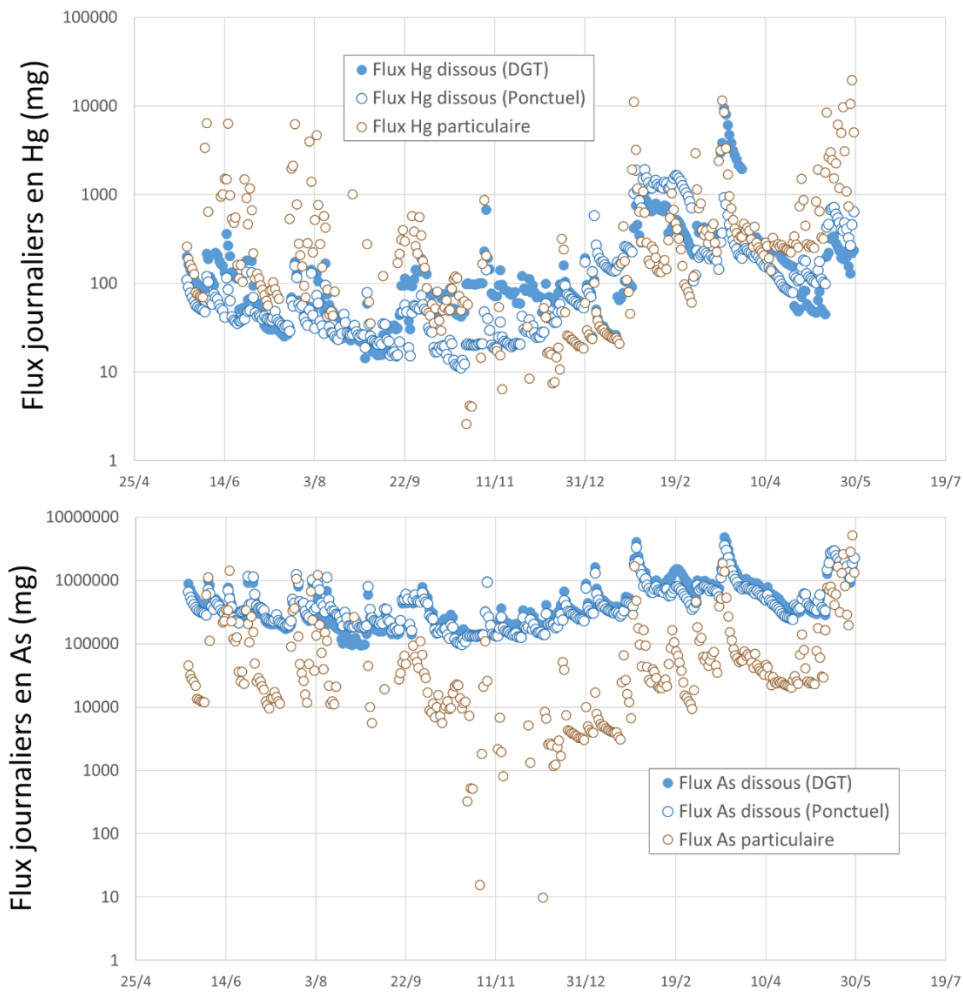 Flux journaliers en Hg (mg)
100000
10000
1000
100
10
1
Flux Hg dissous (DGT)
Flux Hg dissous (Ponctuel)
Flux Hg particulaire
25/4 14/6 3/8 22/9 11/11 31/12 19/2 10/4 30/5 19/7
Flux journaliers en As (mg)
10000000
1000000
100000
10000
1000
100
10
1
Flux As dissous (DGT)
Flux As dissous (Ponctuel)
Flux As particulaire
25/4 14/6 3/8 22/9 11/11 31/12 19/2 10/4 30/5 19/7